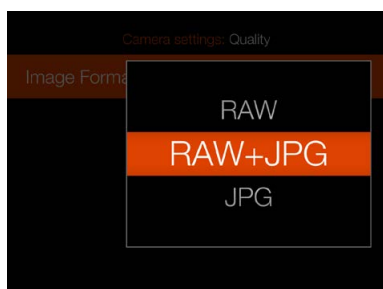 Camera settings: Quality
Image Forma
RAW
RAW+JPG
JPG